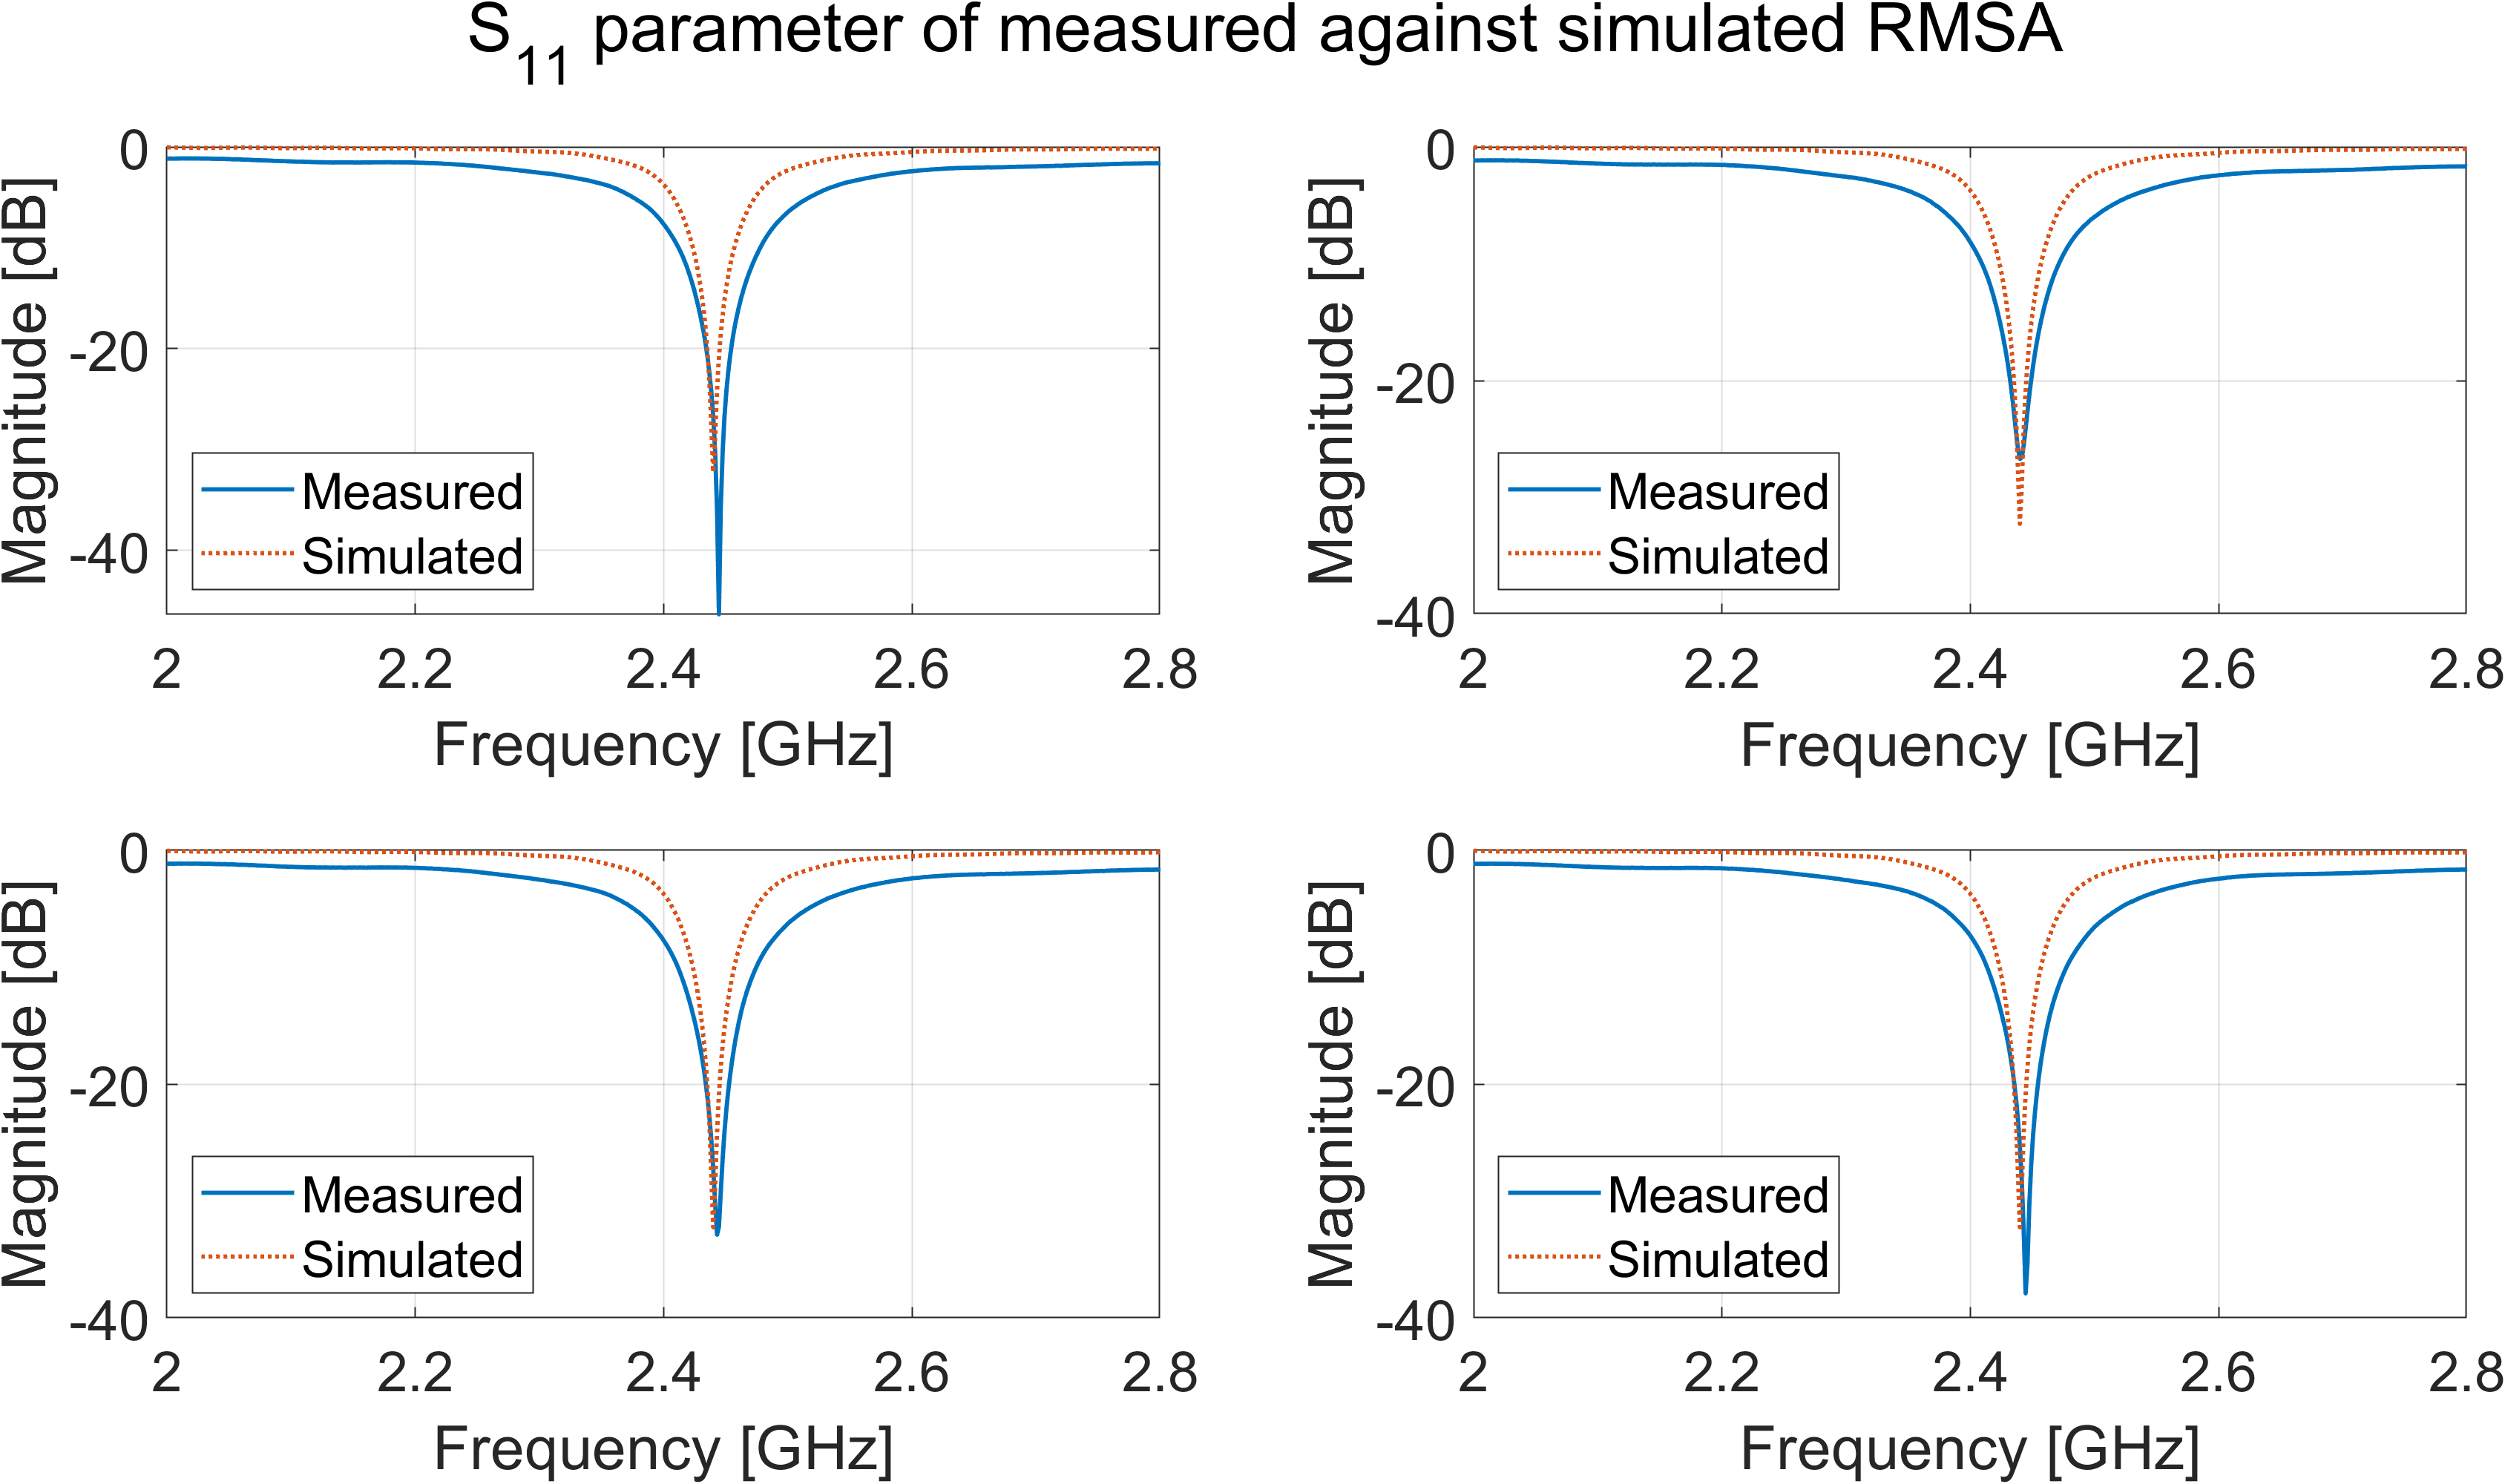 S11 parameter of measured against simulated RMSA
Magnitude [dB]
0
-20
-40
Measured
Simulated
2 2.2 2.4 2.6 2.8
Frequency [GHz]
Magnitude [dB]
0
-20
-40
Measured
Simulated
2 2.2 2.4 2.6 2.8
Frequency [GHz]
Magnitude [dB]
0
-20
-40
Measured
Simulated
2 2.2 2.4 2.6 2.8
Frequency [GHz]
Magnitude [dB]
0
-20
-40
Measured
Simulated
2 2.2 2.4 2.6 2.8
Frequency [GHz]